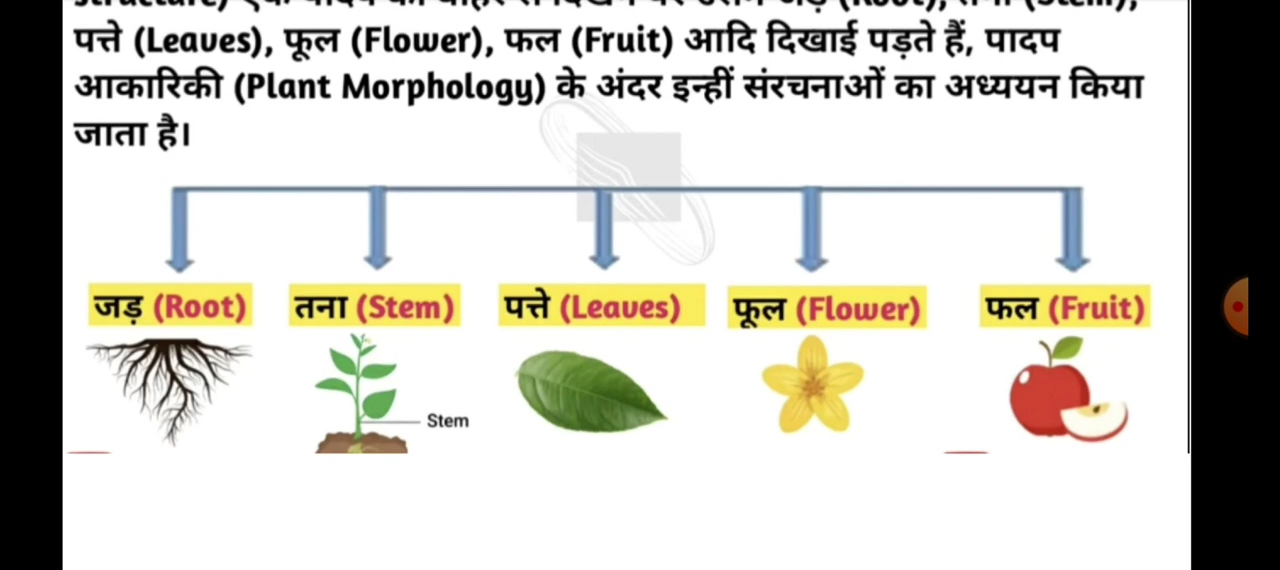 पत्ते (Leaves), फूल (Flower), फल (Fruit) आदि दिखाई पड़ते हैं, पादप
आकारिकी (Plant Morphology) के अंदर इन्हीं संरचनाओं का अध्ययन किया
जाता है।
जड़ (Root) तना (Stem) पत्ते (Leaves) फूल (Flower) फल (Fruit)
Stem